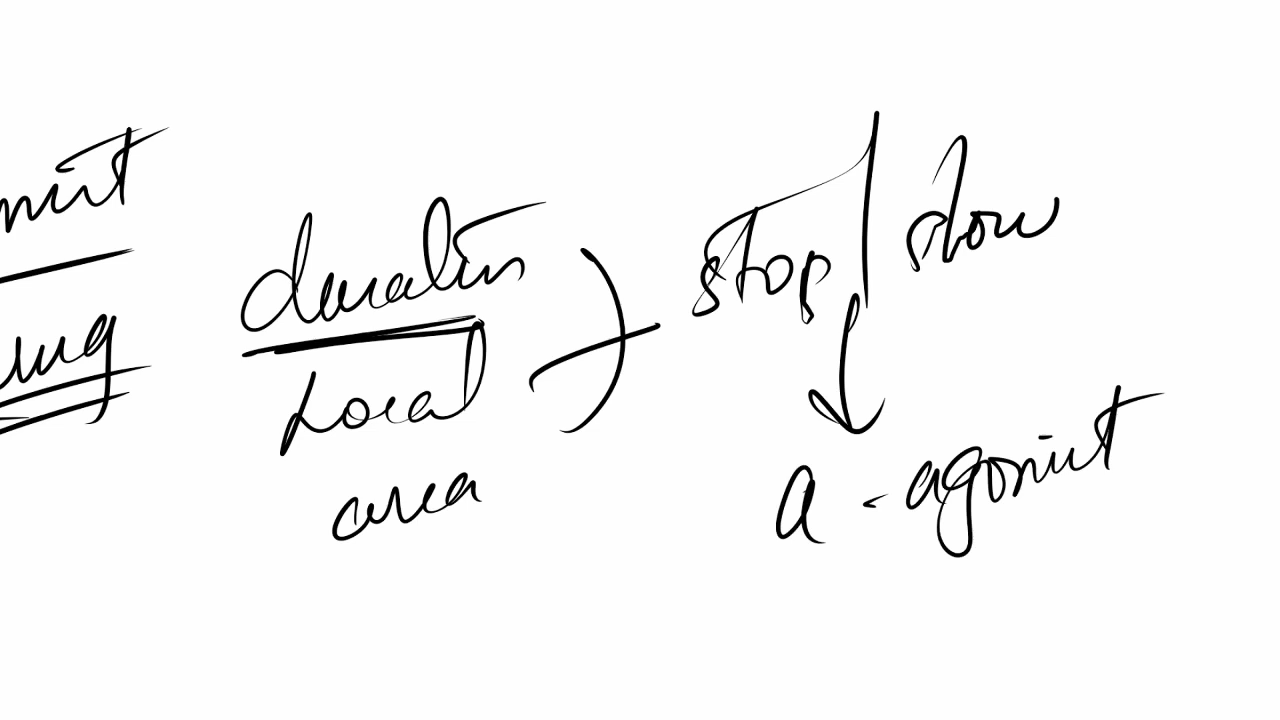 stop / slow
duration
Local
area
a - agonist